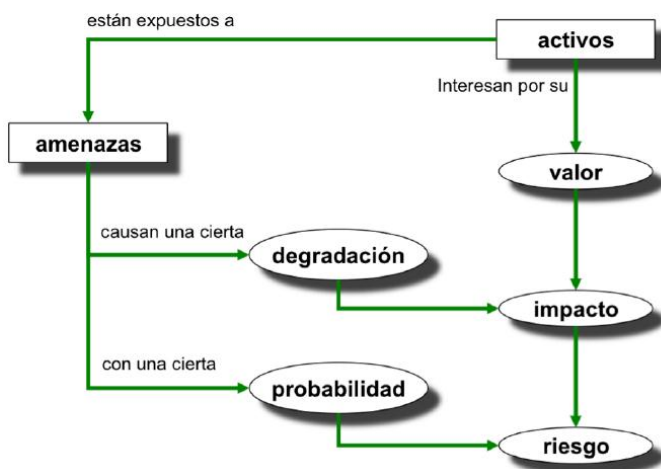 están expuestos a
activos
Interesan por su
amenazas
valor
causan una cierta
degradación
impacto
con una cierta
probabilidad
riesgo